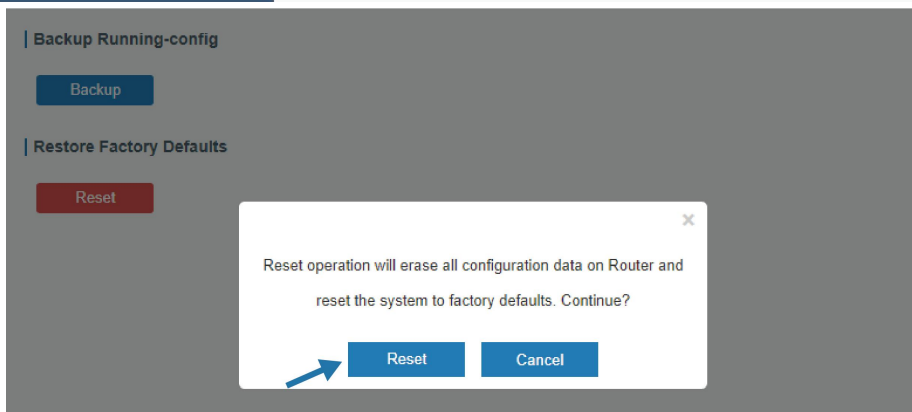 Backup Running-config
Backup
Restore Factory Defaults
Reset
×
Reset operation will erase all configuration data on Router and
reset the system to factory defaults. Continue?
Reset Cancel